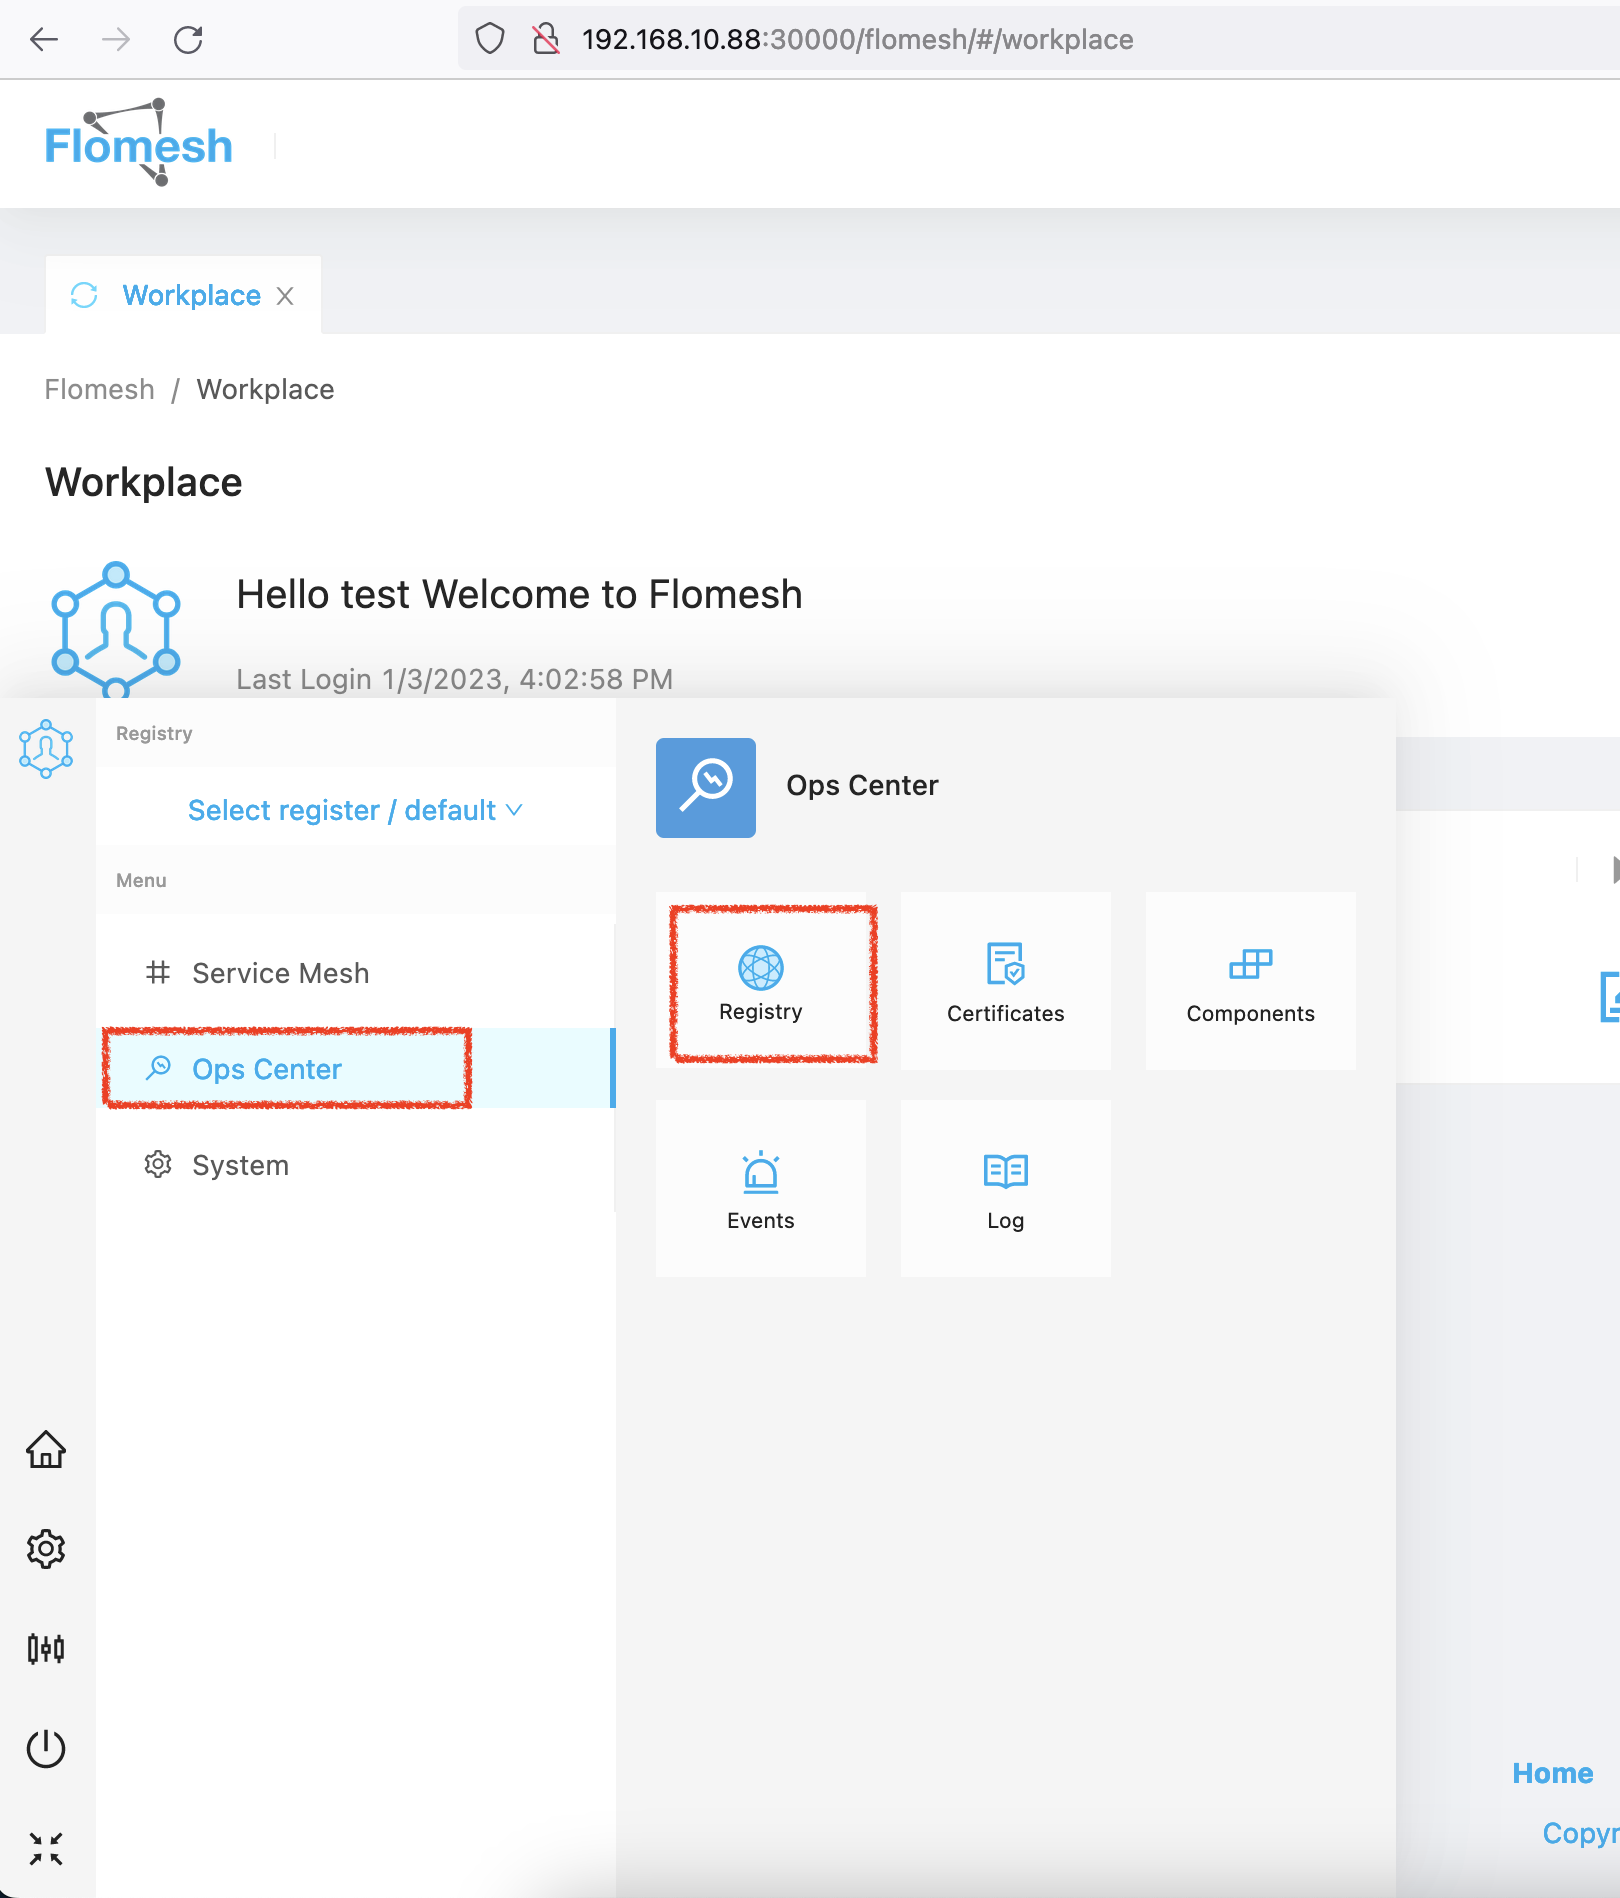 192.168.10.88:30000/flomesh/#/workplace
Flomesh
Workplace X
Flomesh / Workplace
Workplace
Hello test Welcome to Flomesh
Last Login 1/3/2023, 4:02:58 PM
Registry
Select register / default
Menu
Service Mesh
Ops Center
System
Ops Center
Registry
Certificates
Components
Events
Log
Home